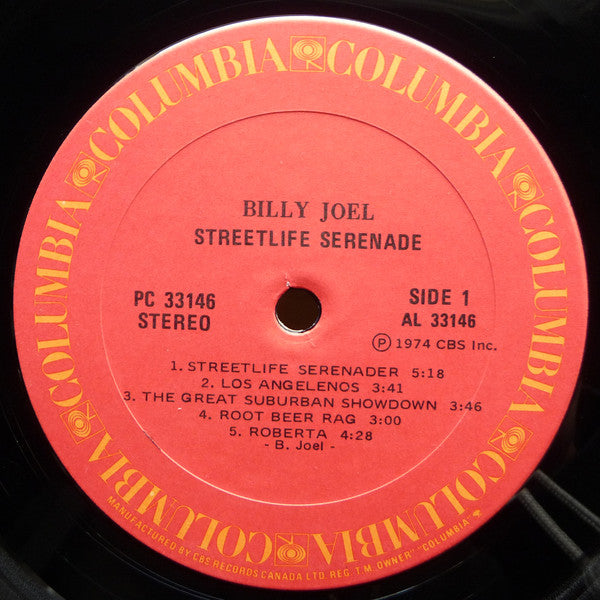 COLUMBIA COLUMBIA COLUMBIA COLUMBIA COLUMBIA COLUMBIA
BILLY JOEL
STREETLIFE SERENADE
PC 33146
STEREO
SIDE 1
AL 33146
Ⓟ 1974 CBS Inc.
1. STREETLIFE SERENADER 5:18
2. LOS ANGELENOS 3:41
3. THE GREAT SUBURBAN SHOWDOWN 3:46
4. ROOT BEER RAG 3:00
5. ROBERTA 4:28
- B. Joel -
MANUFACTURED BY CBS RECORDS CANADA LTD. REG. T.M. OWNER' "COLUMBIA"